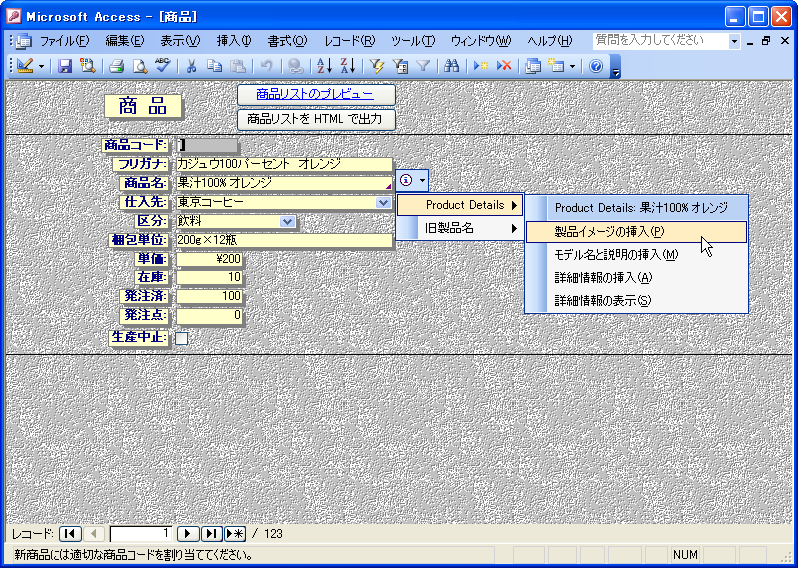 Microsoft Access - [商品]
ファイル(F) 編集(E) 表示(V) 挿入(I) 書式(O) レコード(R) ツール(T) ウィンドウ(W) ヘルプ(H) 質問を入力してください
商品
商品リストのプレビュー
商品リストを HTML で出力
商品コード: 1
フリガナ: カジュウ100パーセント オレンジ
商品名: 果汁100% オレンジ
仕入先: 東京コーヒー
区分: 飲料
梱包単位: 200g×12瓶
単価: ¥200
在庫: 10
発注済: 100
発注点: 0
生産中止:
Product Details
旧製品名
Product Details: 果汁100% オレンジ
製品イメージの挿入(P)
モデル名と説明の挿入(M)
詳細情報の挿入(A)
詳細情報の表示(S)
レコード: 1 / 123
新商品には適切な商品コードを割り当ててください。 NUM